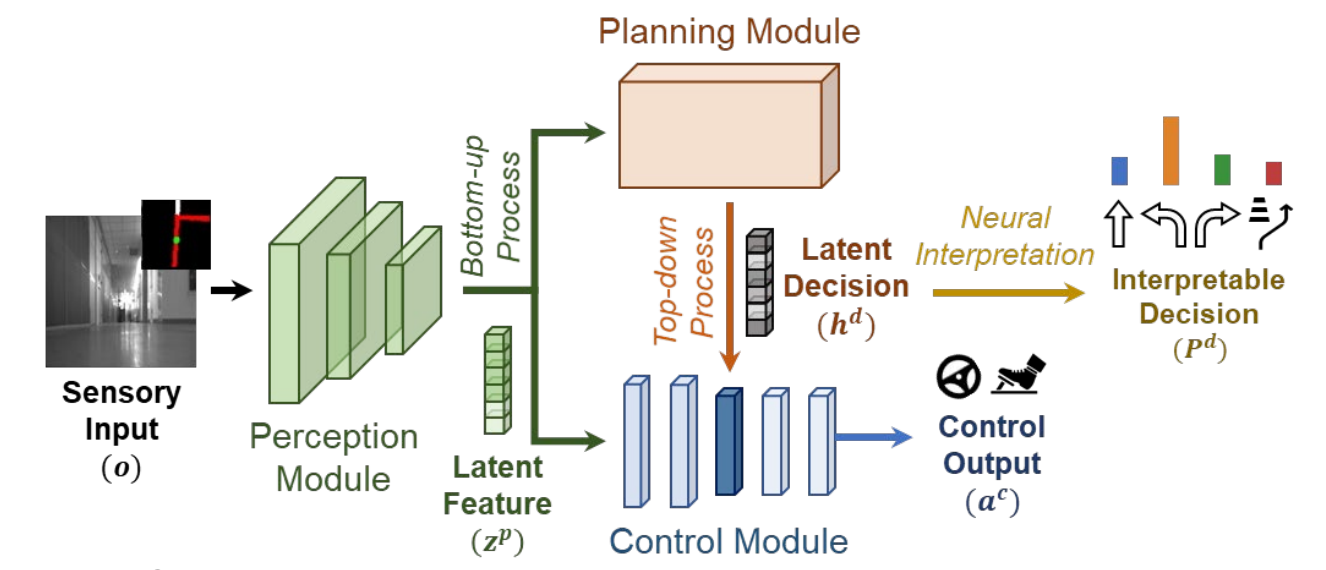 Planning Module
Bottom-up
Process
Top-down
Process
Latent
Decision
(h^d)
Neural
Interpretation
Interpretable
Decision
(P^d)
Sensory
Input
(o)
Perception
Module
Latent
Feature
(z^p)
Control Module
Control
Output
(a^c)